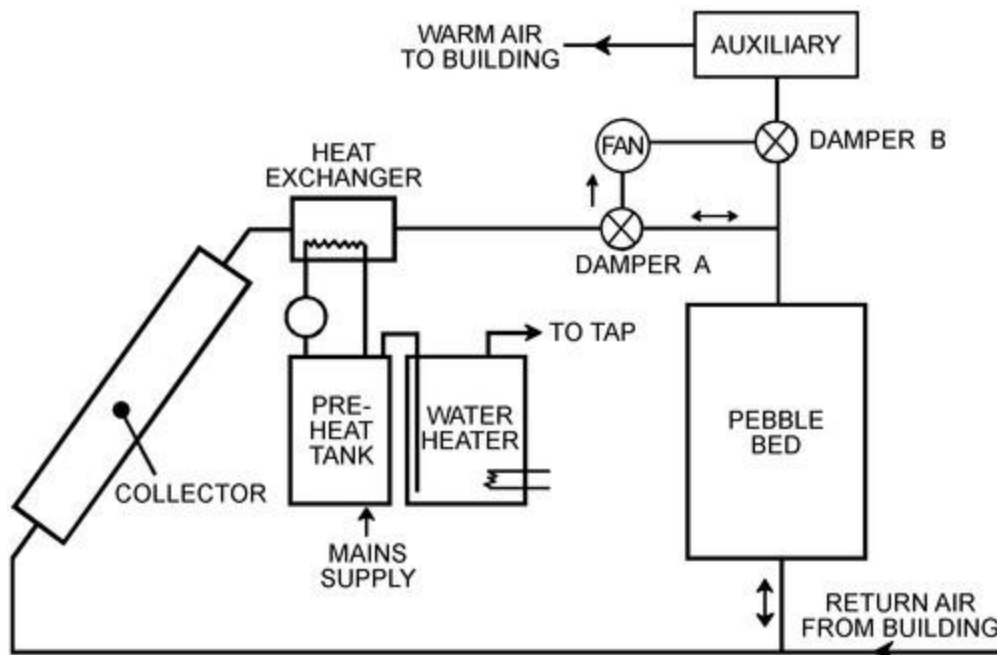 WARM AIR
TO BUILDING
AUXILIARY
FAN
DAMPER B
HEAT
EXCHANGER
DAMPER A
TO TAP
PRE-
HEAT
TANK
WATER
HEATER
PEBBLE
BED
COLLECTOR
MAINS
SUPPLY
RETURN AIR
FROM BUILDING